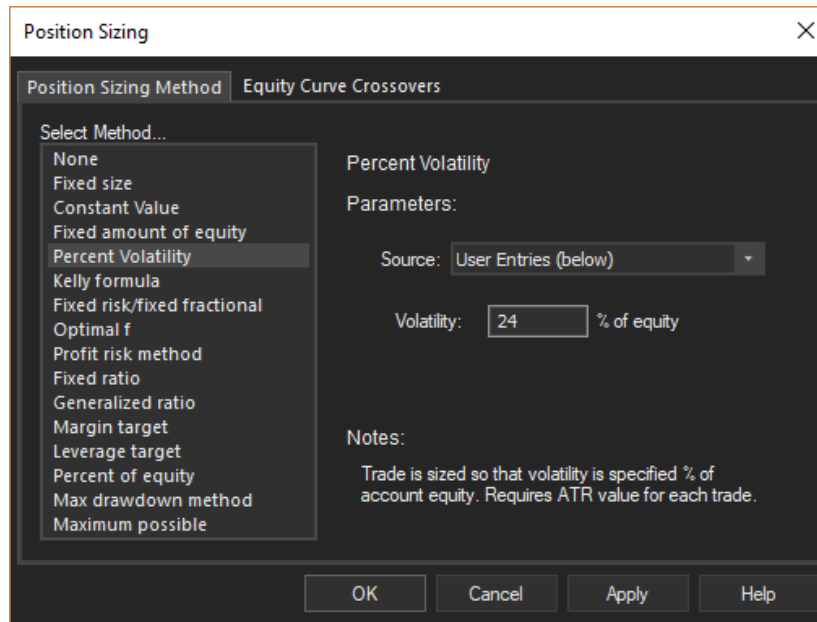 Position Sizing
Position Sizing Method
Equity Curve Crossovers
Select Method...
None
Fixed size
Constant Value
Fixed amount of equity
Percent Volatility
Kelly formula
Fixed risk/fixed fractional
Optimal f
Profit risk method
Fixed ratio
Generalized ratio
Margin target
Leverage target
Percent of equity
Max drawdown method
Maximum possible
Percent Volatility
Parameters:
Source: User Entries (below)
Volatility: 24 % of equity
Notes:
Trade is sized so that volatility is specified % of
account equity. Requires ATR value for each trade.
OK Cancel Apply Help